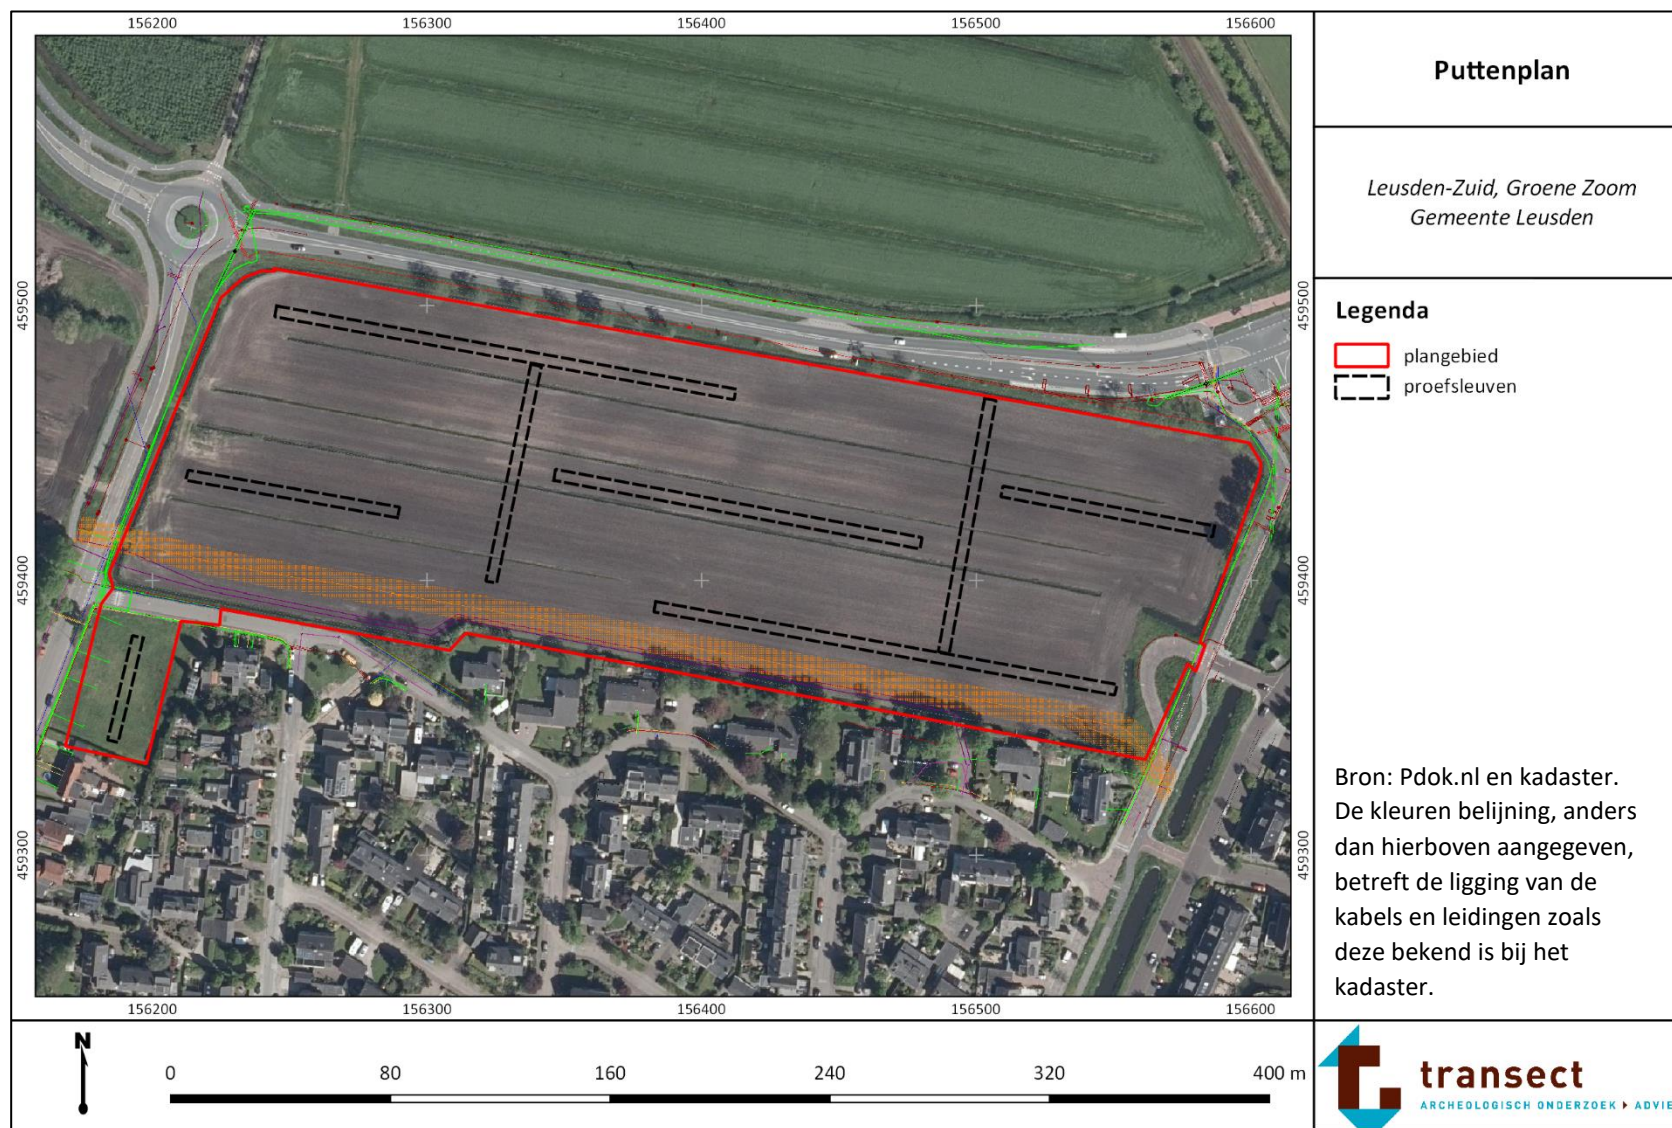 156200 156300 156400 156500 156600
459500 459500
459400 459400
459300 459300
156200 156300 156400 156500 156600
Puttenplan
Leusden-Zuid, Groene Zoom
Gemeente Leusden
Legenda
plangebied
proefsleuven
Bron: Pdok.nl en kadaster.
De kleuren belijning, anders
dan hierboven aangegeven,
betreft de ligging van de
kabels en leidingen zoals
deze bekend is bij het
kadaster.
N
0 80 160 240 320 400 m
transect
ARCHEOLOGISCH ONDERZOEK ADVIE